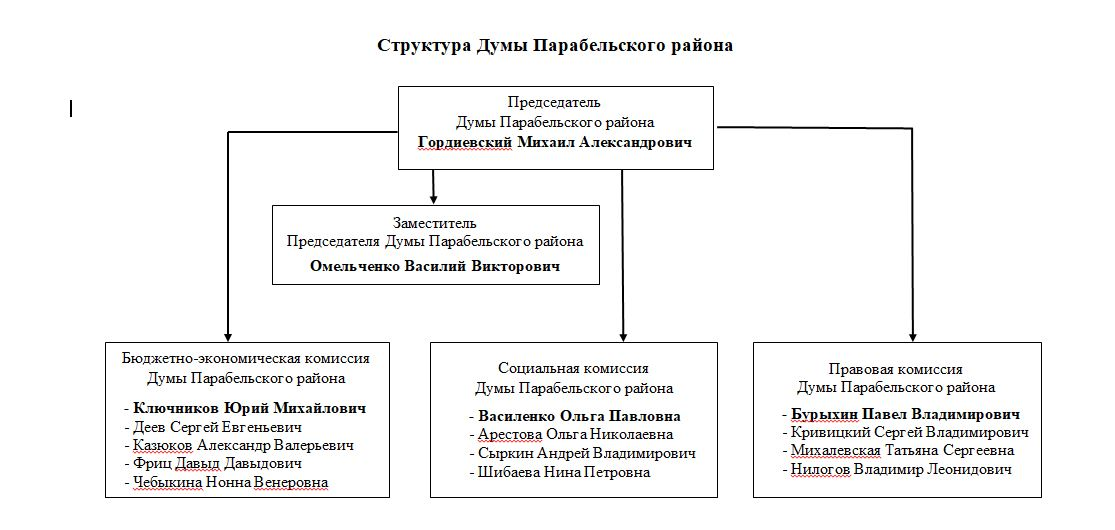 Структура Думы Парабельского района
Председатель
Думы Парабельского района
Гордиевский Михаил Александрович
Заместитель
Председателя Думы Парабельского района
Омельченко Василий Викторович
Бюджетно-экономическая комиссия
Думы Парабельского района
- Ключников Юрий Михайлович
- Деев Сергей Евгеньевич
- Казюков Александр Валерьевич
- Фриц Давыд Давыдович
- Чебыкина Нонна Венеровна
Социальная комиссия
Думы Парабельского района
- Василенко Ольга Павловна
- Арестова Ольга Николаевна
- Сыркин Андрей Владимирович
- Шибаева Нина Петровна
Правовая комиссия
Думы Парабельского района
- Бурыхин Павел Владимирович
- Кривицкий Сергей Владимирович
- Михалевская Татьяна Сергеевна
- Нилогов Владимир Леонидович